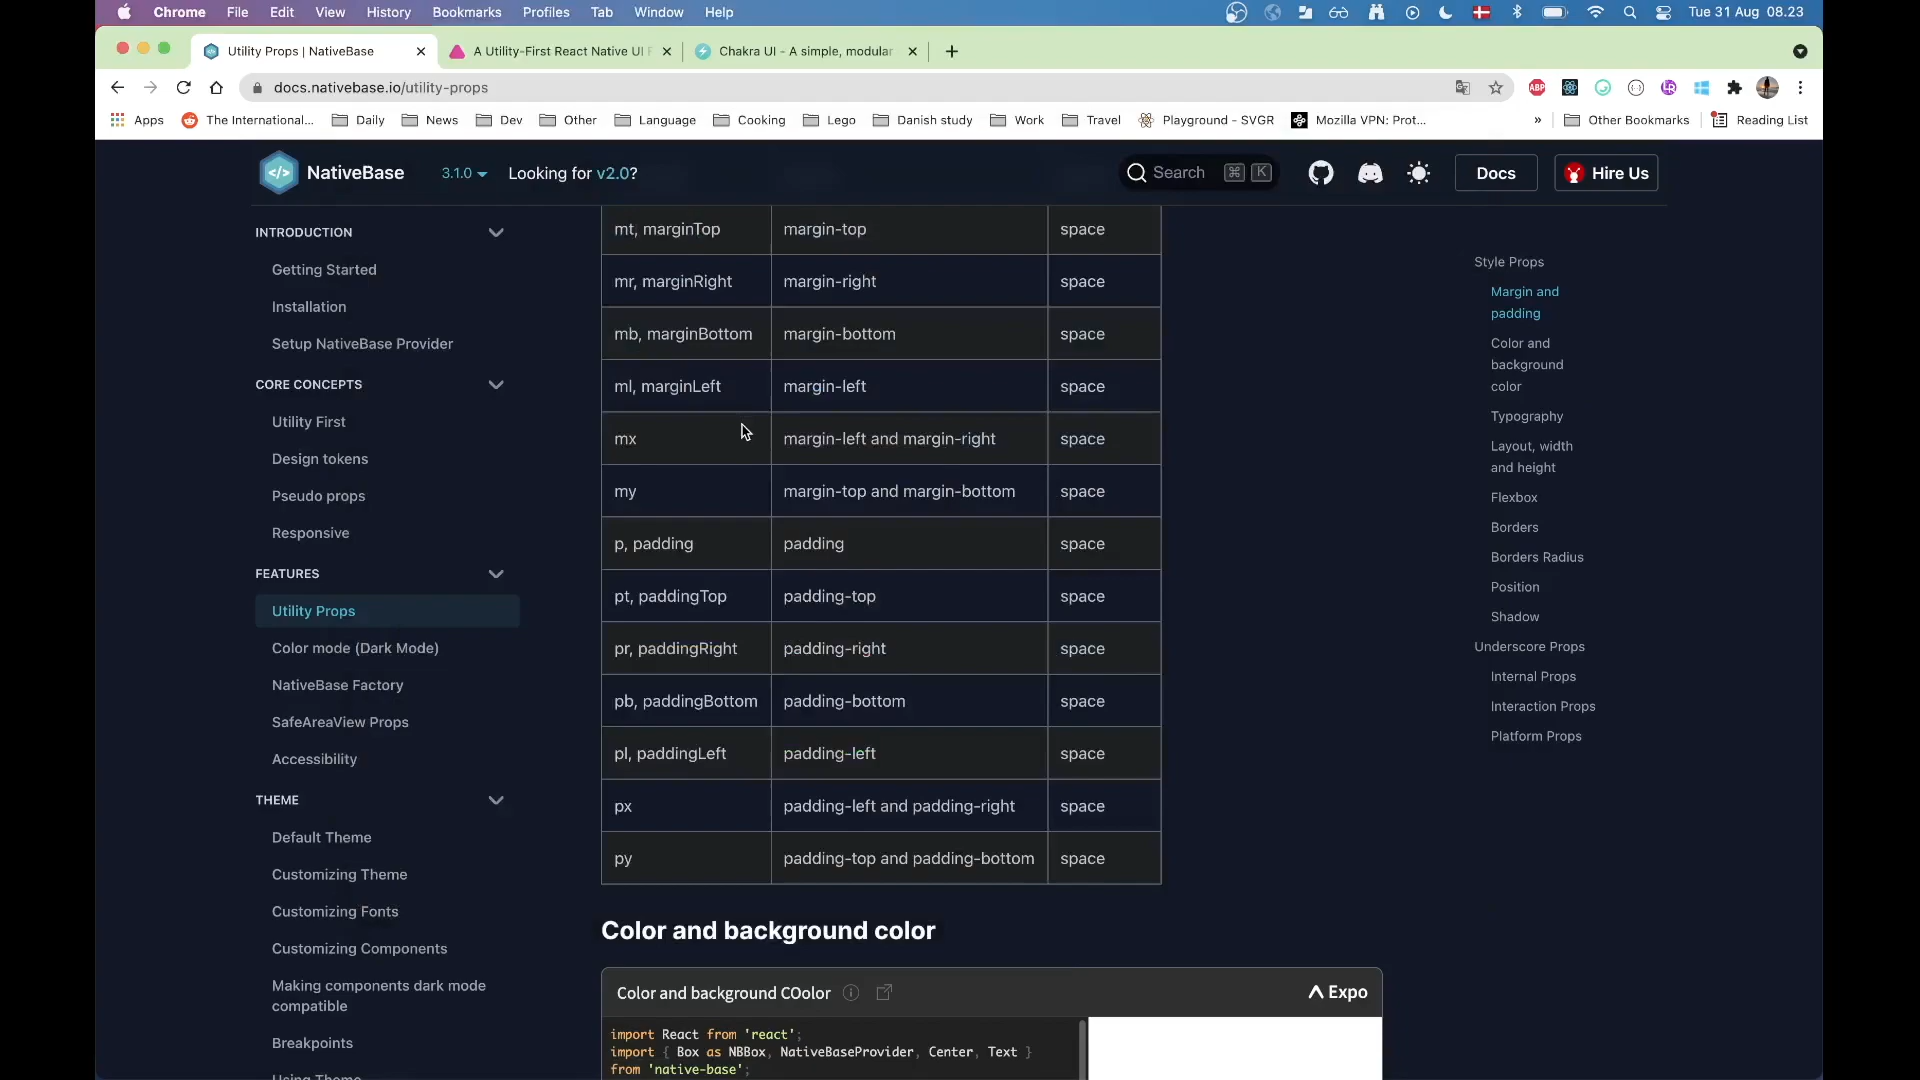 Chrome File Edit View History Bookmarks Profiles Tab Window Help Tue 31 Aug 08.23
Utility Props | NativeBase A Utility-First React Native UI F Chakra UI - A simple, modular
docs.nativebase.io/utility-props
ABP
Apps The International... Daily News Dev Other Language Cooking Lego Danish study Work Travel Playground - SVGR Mozilla VPN: Prot... » Other Bookmarks Reading List
NativeBase 3.1.0 Looking for v2.0? Search ⌘ K Docs Hire Us
INTRODUCTION
Getting Started
Installation
Setup NativeBase Provider
CORE CONCEPTS
Utility First
Design tokens
Pseudo props
Responsive
FEATURES
Utility Props
Color mode (Dark Mode)
NativeBase Factory
SafeAreaView Props
Accessibility
THEME
Default Theme
Customizing Theme
Customizing Fonts
Customizing Components
Making components dark mode
compatible
Breakpoints
Using Theme
mt, marginTop margin-top space
mr, marginRight margin-right space
mb, marginBottom margin-bottom space
ml, marginLeft margin-left space
mx margin-left and margin-right space
my margin-top and margin-bottom space
p, padding padding space
pt, paddingTop padding-top space
pr, paddingRight padding-right space
pb, paddingBottom padding-bottom space
pl, paddingLeft padding-left space
px padding-left and padding-right space
py padding-top and padding-bottom space
Color and background color
Color and background COolor Expo
import React from 'react';
import { Box as NBBox, NativeBaseProvider, Center, Text }
from 'native-base';
Style Props
Margin and
padding
Color and
background
color
Typography
Layout, width
and height
Flexbox
Borders
Borders Radius
Position
Shadow
Underscore Props
Internal Props
Interaction Props
Platform Props